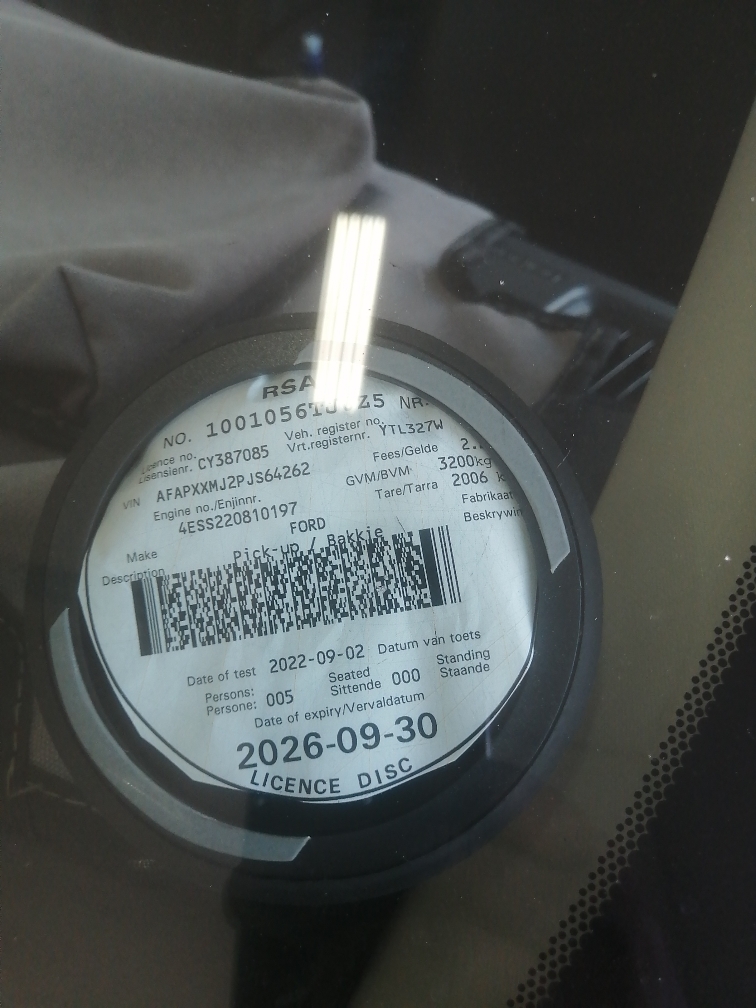 RSA
NO. NR.
Licence no. CY387085 Veh. register no. YTL327W
Lisensienr. Vrt.registernr.
VIN AFAPXXMJ2PJS64262 Fees/Gelde
Engine no./Enjinnr. GVM/BVM 3200kg
4ESS220810197 Tare/Tarra 2006
Make FORD
Description Pick-up / Bakkie
Date of test 2022-09-02 Datum van toets
Persons: 005 Seated 000 Standing
Persone: Sittende Staande
Date of expiry/Vervaldatum
2026-09-30
LICENCE DISC